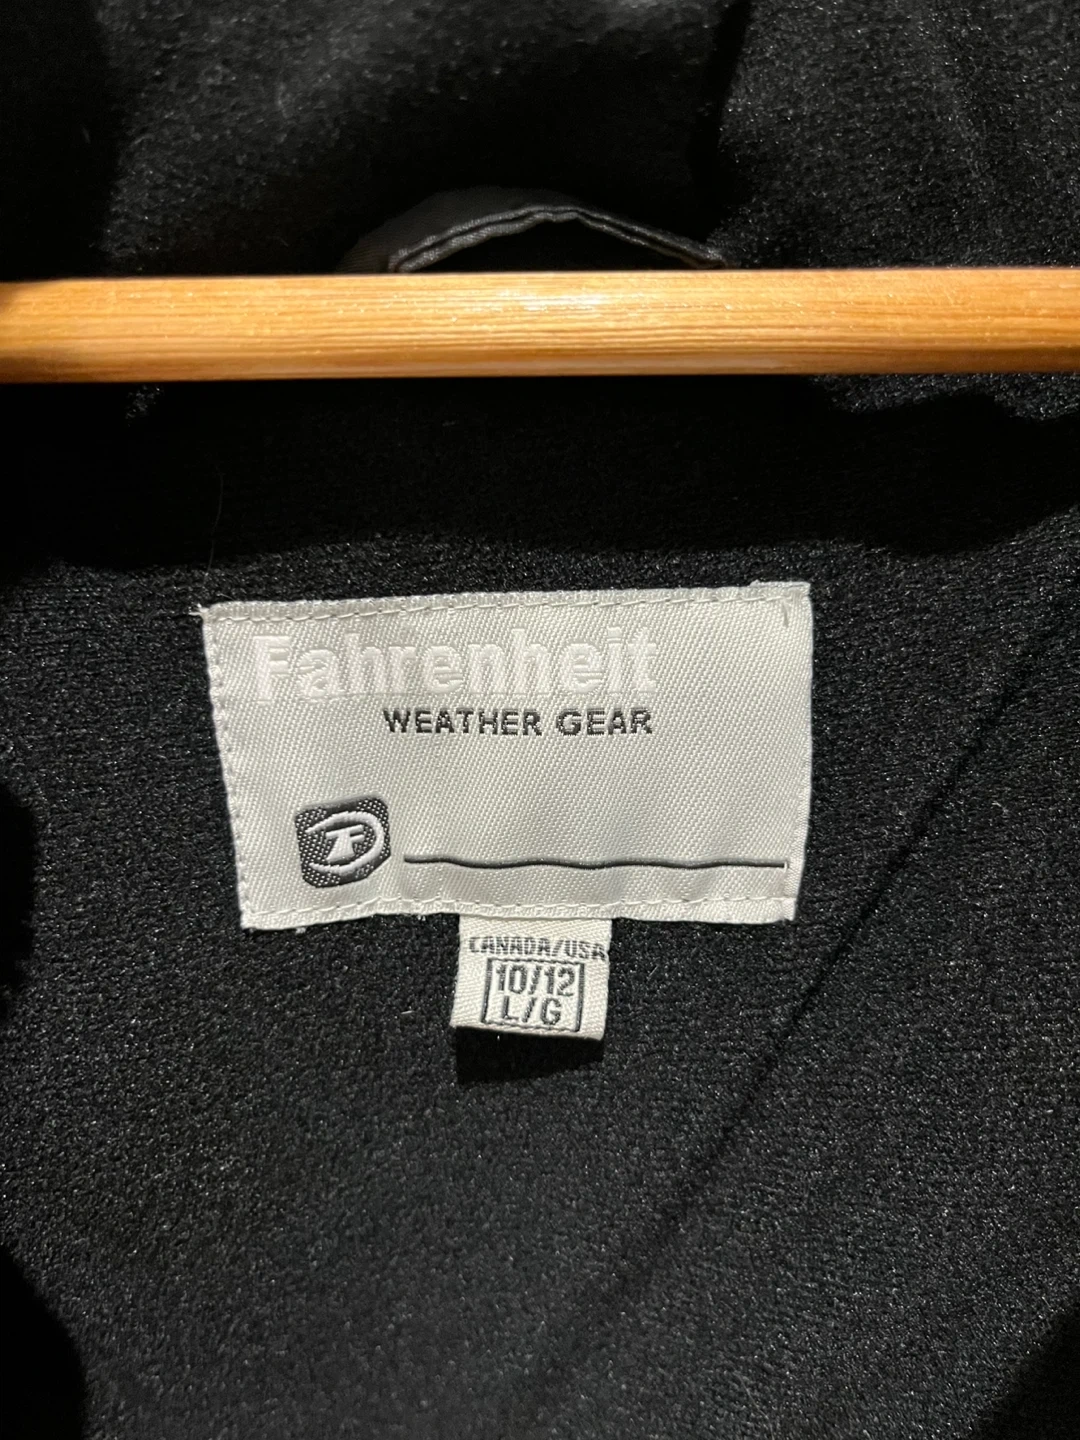 Fahrenheit
WEATHER GEAR
F
CANADA/USA
10/12
L/G